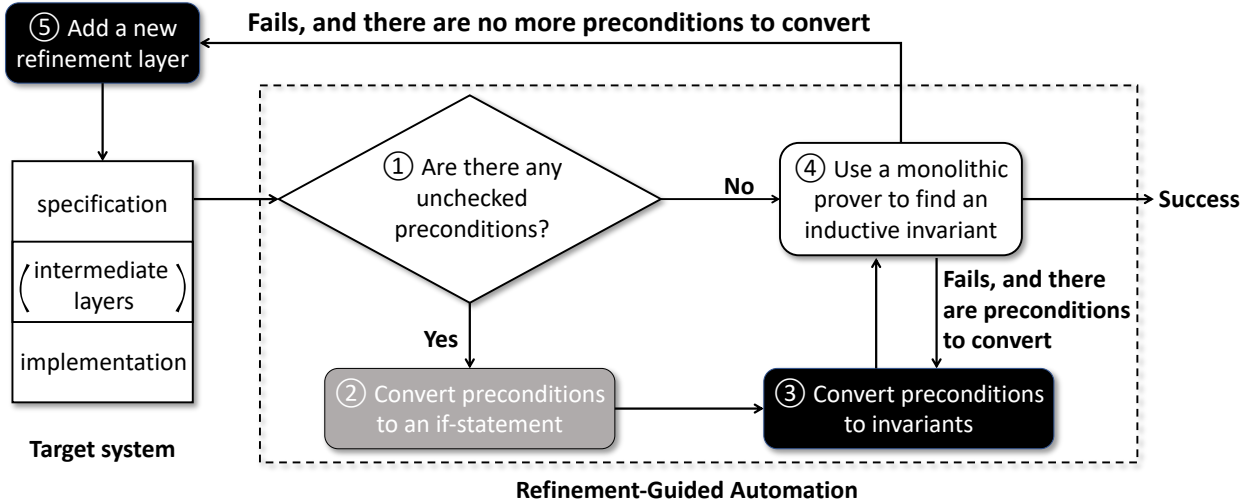 ⑤ Add a new
refinement layer
Fails, and there are no more preconditions to convert
① Are there any
unchecked
preconditions?
No
④ Use a monolithic
prover to find an
inductive invariant
Success
specification
(intermediate
layers)
implementation
Target system
Yes
Fails, and there
are preconditions
to convert
② Convert preconditions
to an if-statement
③ Convert preconditions
to invariants
Refinement-Guided Automation